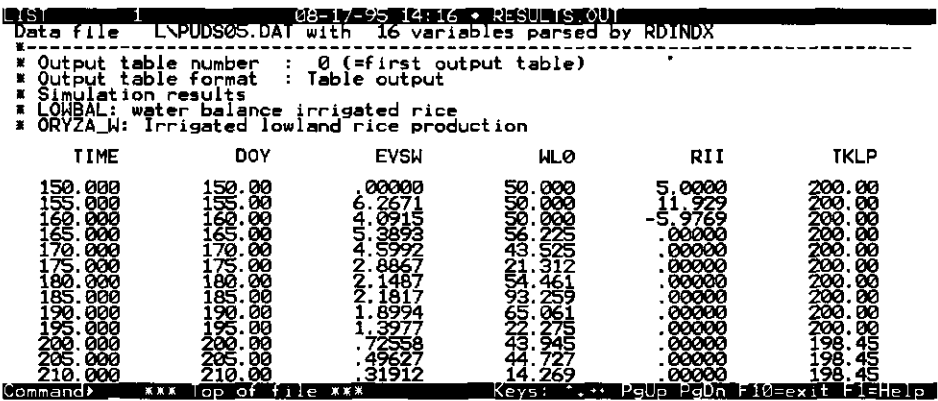 LIST 1 08-17-95 14:16 ◆ RESULTS.OUT
Data file L\PUDS05.DAT with 16 variables parsed by RDINDX
*----------------------------------------------------------------------
* Output table number : 0 (=first output table)
* Output table format : Table output
* Simulation results
* LOWBAL: water balance irrigated rice
* ORYZA_W: Irrigated lowland rice production
TIME DOY EVSW WL0 RII TKLP
150.000 150.00 .00000 50.000 5.0000 200.00
155.000 155.00 6.2671 50.000 11.929 200.00
160.000 160.00 4.0915 50.000 -5.9769 200.00
165.000 165.00 5.3893 56.225 .00000 200.00
170.000 170.00 4.5992 43.525 .00000 200.00
175.000 175.00 2.8867 21.312 .00000 200.00
180.000 180.00 2.1487 54.461 .00000 200.00
185.000 185.00 2.1817 93.259 .00000 200.00
190.000 190.00 1.8994 65.061 .00000 200.00
195.000 195.00 1.3977 22.275 .00000 200.00
200.000 200.00 .72558 43.945 .00000 198.45
205.000 205.00 .49627 44.727 .00000 198.45
210.000 210.00 .31912 14.269 .00000 198.45
Command> *** Top of file *** Keys: PgUp PgDn F10=exit F1=Help